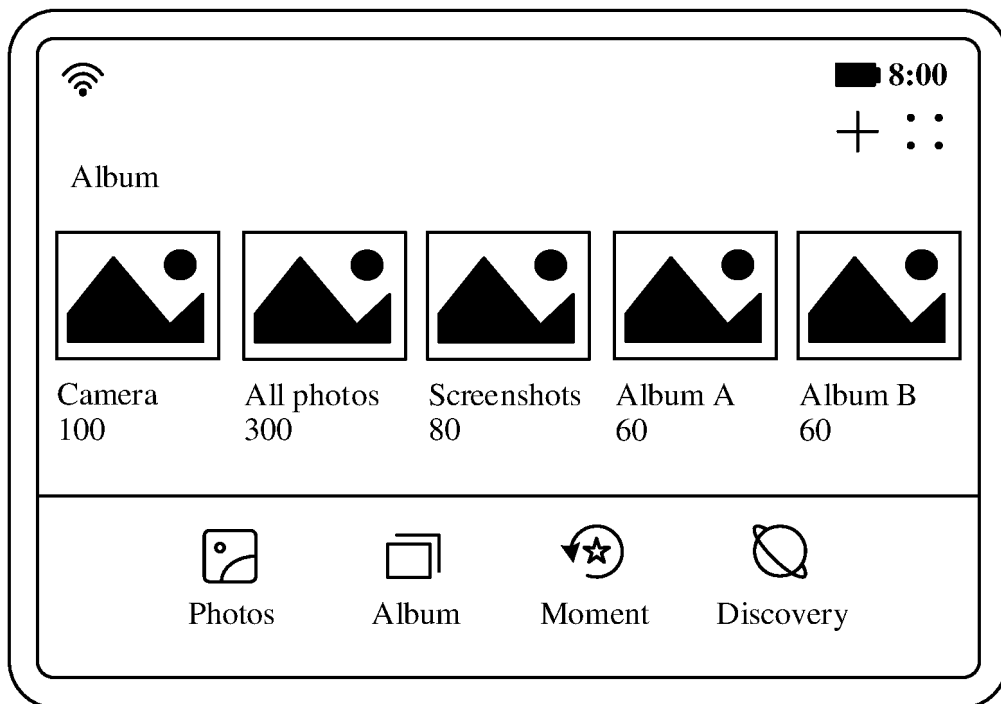 8:00
Album
Camera All photos Screenshots Album A Album B
100 300 80 60 60
Photos Album Moment Discovery